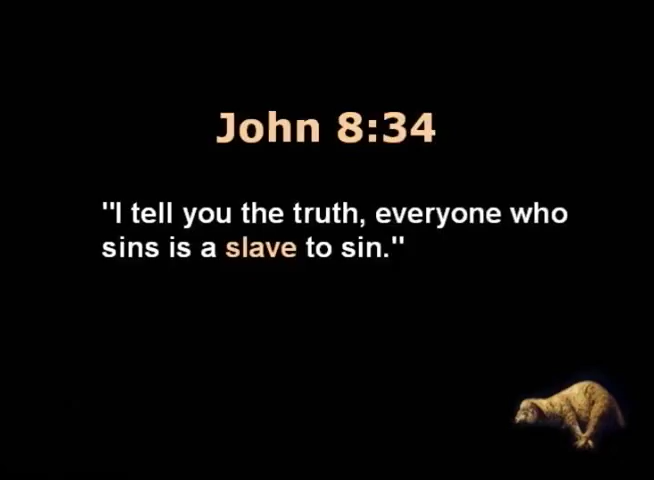 John 8:34
"I tell you the truth, everyone who
sins is a slave to sin."